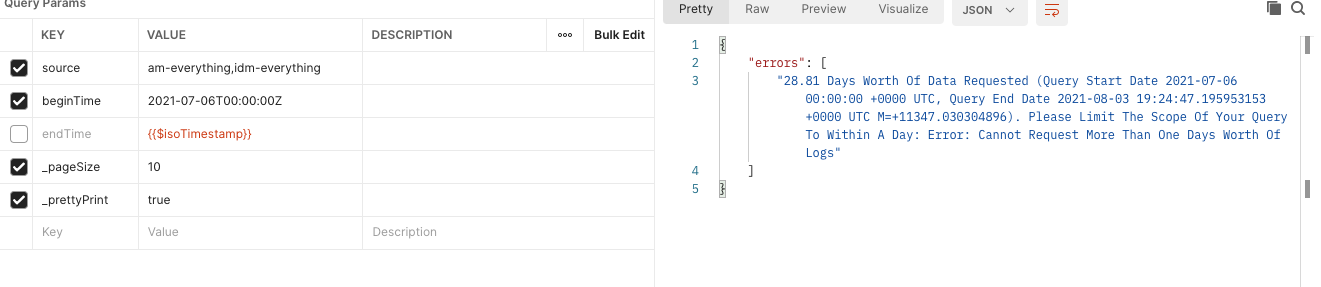 Query Params
KEY VALUE DESCRIPTION ••• Bulk Edit
source am-everything,idm-everything
beginTime 2021-07-06T00:00:00Z
endTime {{$isoTimestamp}}
_pageSize 10
_prettyPrint true
Key Value Description
Pretty Raw Preview Visualize JSON
1 {
2 "errors": [
3 "28.81 Days Worth Of Data Requested (Query Start Date 2021-07-06
00:00:00 +0000 UTC, Query End Date 2021-08-03 19:24:47.195953153
+0000 UTC M=+11347.030304896). Please Limit The Scope Of Your Query
To Within A Day: Error: Cannot Request More Than One Days Worth Of
Logs"
4 ]
5 }